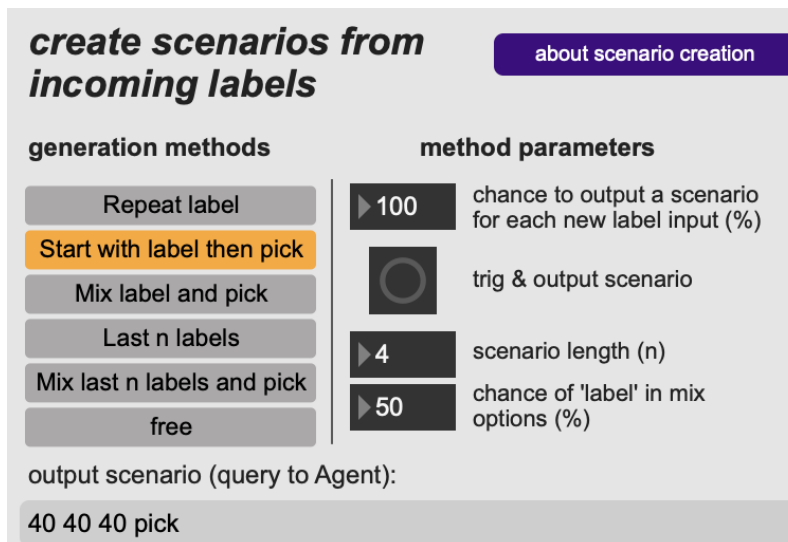 create scenarios from
incoming labels
about scenario creation
generation methods
method parameters
Repeat label
Start with label then pick
Mix label and pick
Last n labels
Mix last n labels and pick
free
100
chance to output a scenario
for each new label input (%)
trig & output scenario
4
scenario length (n)
50
chance of 'label' in mix
options (%)
output scenario (query to Agent):
40 40 40 pick